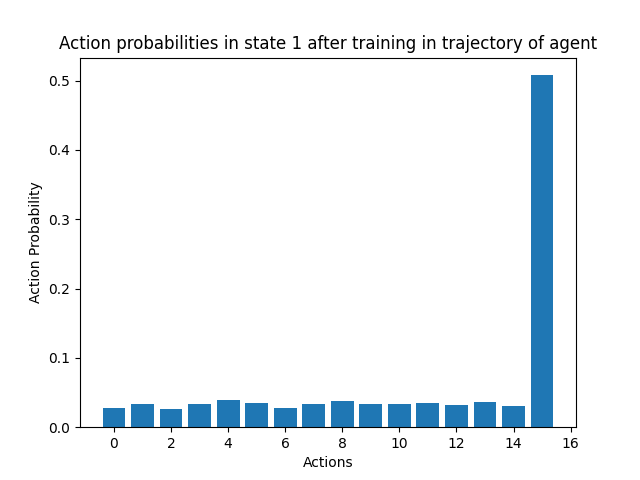 Action probabilities in state 1 after training in trajectory of agent
0.5
0.4
0.3
0.2
0.1
0.0
Action Probability
0 2 4 6 8 10 12 14 16
Actions